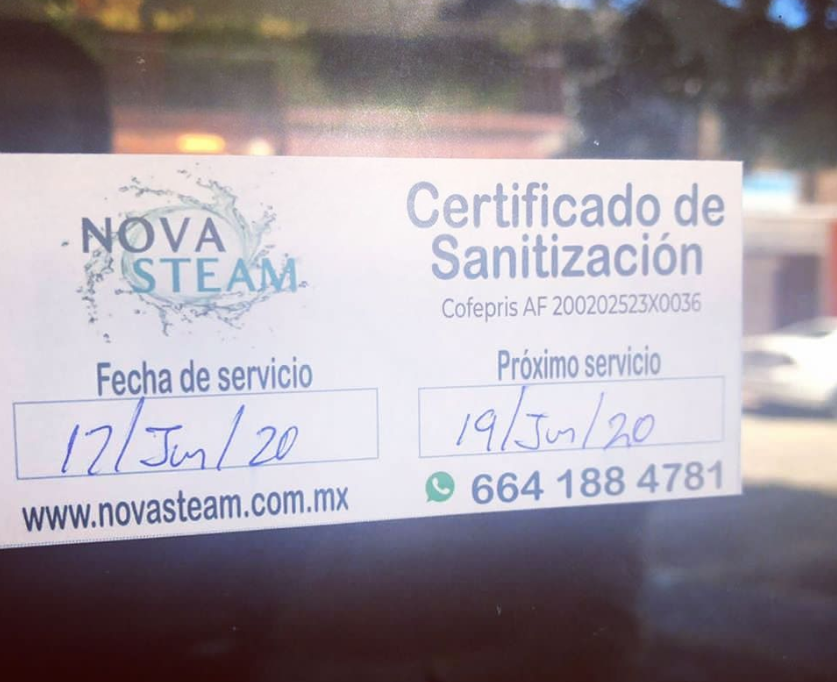 NOVA
STEAM
Certificado de
Sanitización
Cofepris AF 200202523X0036
Fecha de servicio
12/Jun/20
Próximo servicio
19/Jun/20
www.novasteam.com.mx
664 188 4781